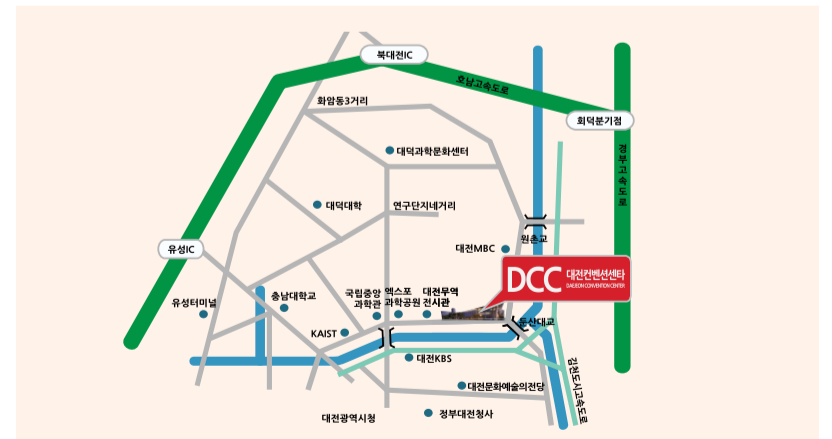 북대전IC
호남고속도로
화암동3거리
회덕분기점
경부고속도로
대덕과학문화센터
대덕대학
연구단지네거리
원촌교
대전MBC
유성IC
DCC 대전컨벤션센타
DAEJEON CONVENTION CENTER
유성터미널
충남대학교
국립중앙
과학관
엑스포
과학공원
대전무역
전시관
둔산대교
KAIST
대전KBS
김천도시고속도로
대전문화예술의전당
대전광역시청
정부대전청사